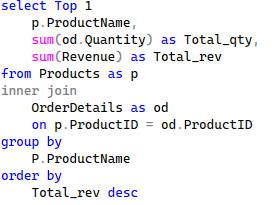 select Top 1
    p.ProductName,
    sum(od.Quantity) as Total_qty,
    sum(Revenue) as Total_rev
from Products as p
inner join
    OrderDetails as od
    on p.ProductID = od.ProductID
group by
    P.ProductName
order by
    Total_rev desc